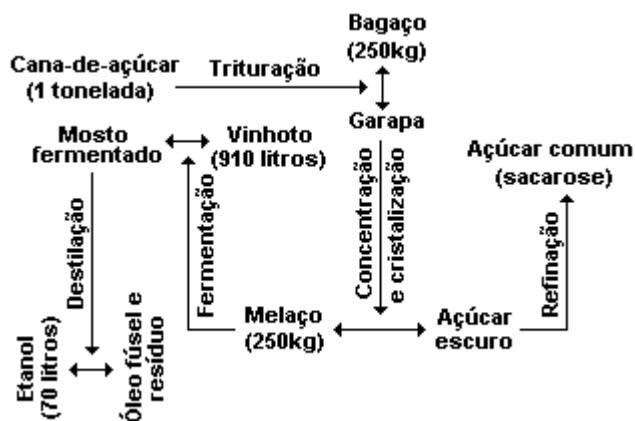 Bagaço
(250kg)
Cana-de-açúcar
(1 tonelada)
Trituração
Garapa
Mosto
fermentado
Vinhoto
(910 litros)
Açúcar comum
(sacarose)
Destilação
Fermentação
Concentração
e cristalização
Refinação
Melaço
(250kg)
Açúcar
escuro
Etanol
(70 litros)
Óleo fúsel e
resíduo